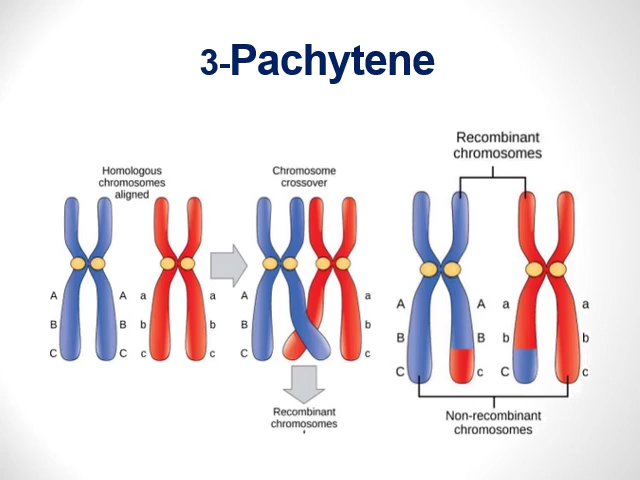 3-Pachytene
Homologous
chromosomes
aligned
A A a a
B B b b
C C c c
Chromosome
crossover
A a
B b
C c
Recombinant
chromosomes
Recombinant
chromosomes
A A a a
B B b b
C c C c
Non-recombinant
chromosomes